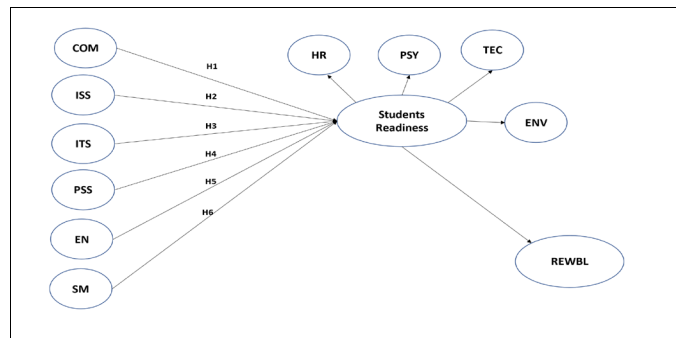 COM
ISS
ITS
PSS
EN
SM
H1
H2
H3
H4
H5
H6
HR
PSY
TEC
Students
Readiness
ENV
REWBL